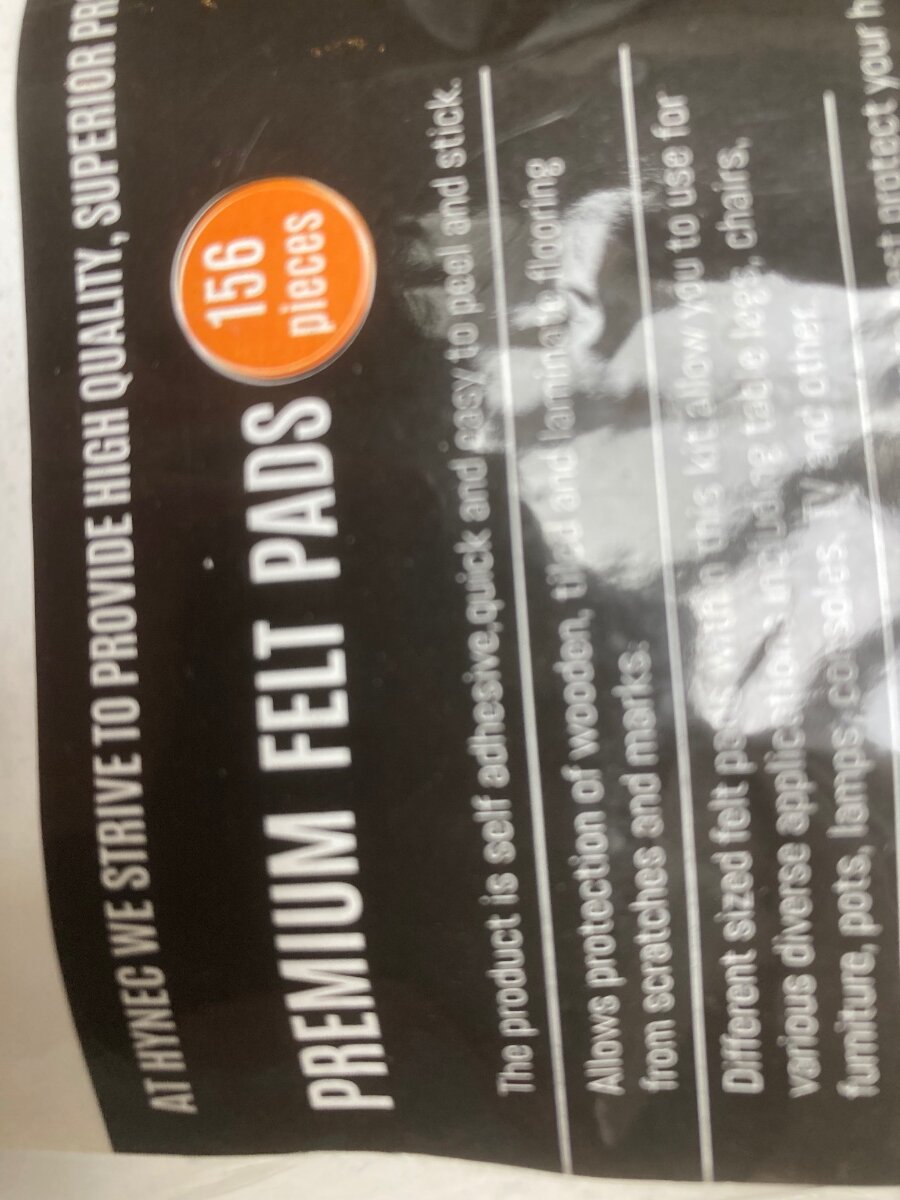 AT HYNEC WE STRIVE TO PROVIDE HIGH QUALITY, SUPERIOR PR
PREMIUM FELT PADS
156
pieces
The product is self adhesive,quick and easy to peel and stick.
Allows protection of wooden, tiled and laminate flooring
from scratches and marks.
Different sized felt pads within this kit allow you to use for
various diverse applications including table legs, chairs,
furniture, pots, lamps, consoles, TV and other
protect your h